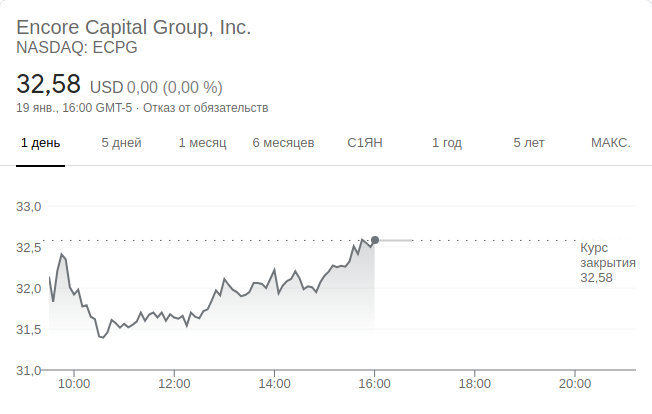 Encore Capital Group, Inc.
NASDAQ: ECPG
32,58 USD 0,00 (0,00 %)
19 янв., 16:00 GMT-5 · Отказ от обязательств
1 день 5 дней 1 месяц 6 месяцев С1ЯН 1 год 5 лет МАКС.
33,0
32,5
32,0
31,5
31,0
Курс
закрытия
32,58
10:00 12:00 14:00 16:00 18:00 20:00